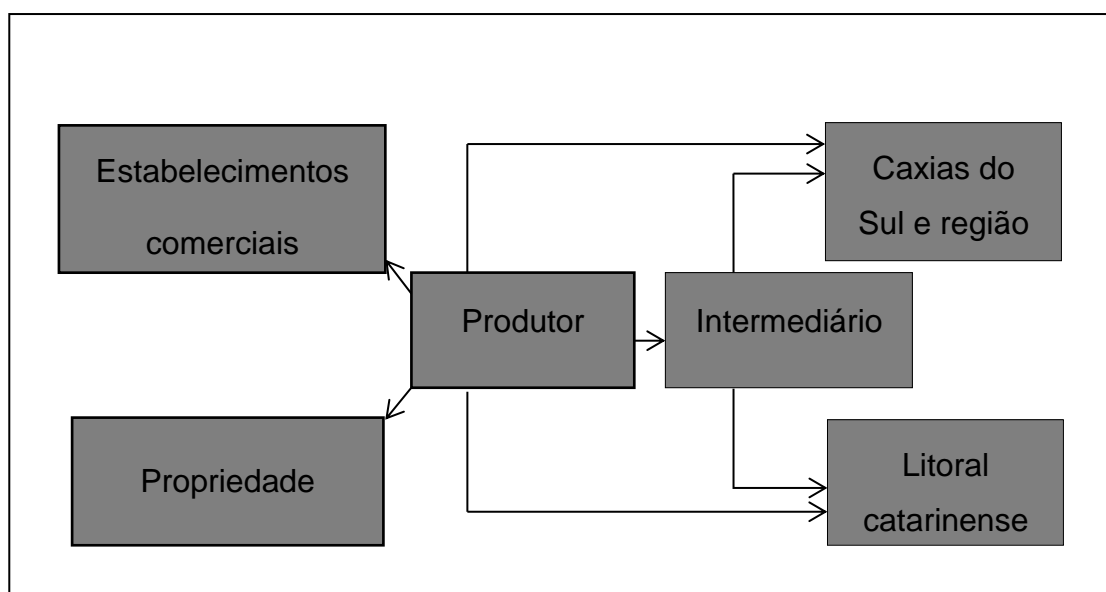 Estabelecimentos
comerciais
Caxias do
Sul e região
Produtor
Intermediário
Propriedade
Litoral
catarinense